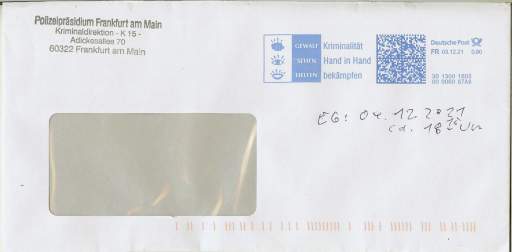 Polizeipräsidium Frankfurt am Main
Kriminaldirektion - K 15 -
Adickesallee 70
60322 Frankfurt am Main
GEWALT
SEHEN
HELFEN
Kriminalität
Hand in Hand
bekämpfen
Deutsche Post
FR 03.12.21 0,80
EG: 04.12.2021
ca. 18 Uhr